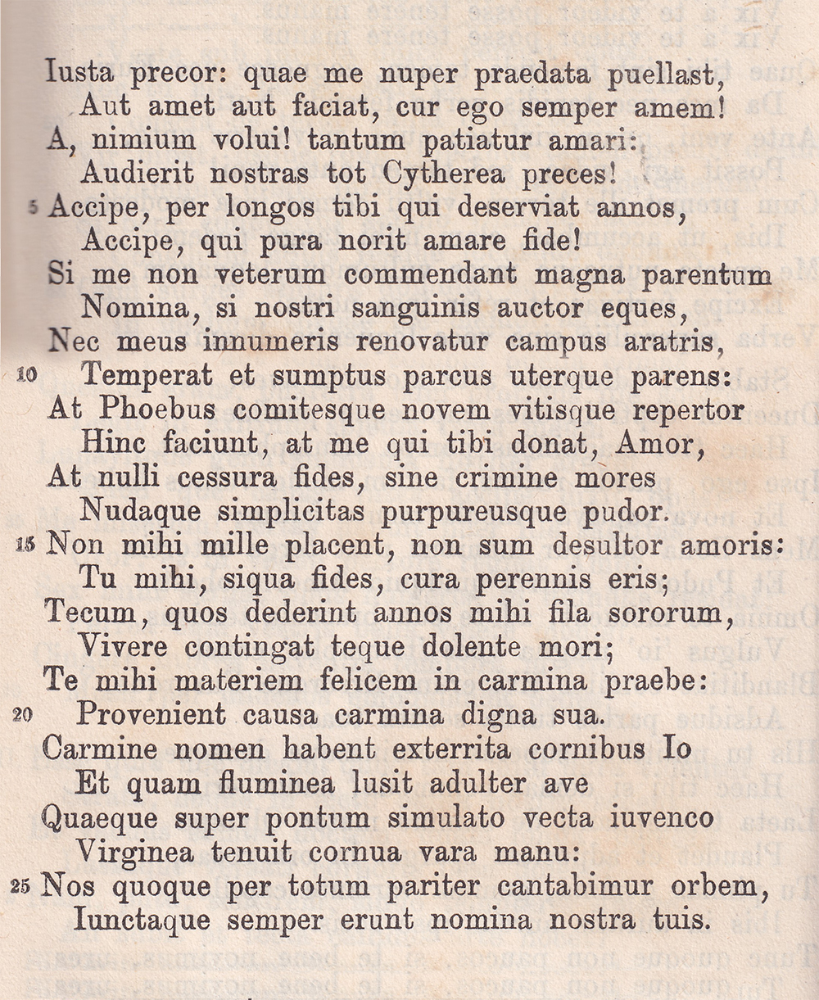 Iusta precor: quae me nuper praedata puellast,
Aut amet aut faciat, cur ego semper amem!
A, nimium volui! tantum patiatur amari:
Audierit nostras tot Cytherea preces!
5 Accipe, per longos tibi qui deserviat annos,
Accipe, qui pura norit amare fide!
Si me non veterum commendant magna parentum
Nomina, si nostri sanguinis auctor eques,
Nec meus innumeris renovatur campus aratris,
10 Temperat et sumptus parcus uterque parens:
At Phoebus comitesque novem vitisque repertor
Hinc faciunt, at me qui tibi donat, Amor,
At nulli cessura fides, sine crimine mores
Nudaque simplicitas purpureusque pudor.
15 Non mihi mille placent, non sum desultor amoris:
Tu mihi, siqua fides, cura perennis eris;
Tecum, quos dederint annos mihi fila sororum,
Vivere contingat teque dolente mori;
Te mihi materiem felicem in carmina praebe:
20 Provenient causa carmina digna sua.
Carmine nomen habent exterrita cornibus Io
Et quam fluminea lusit adulter ave
Quaeque super pontum simulato vecta iuvenco
Virginea tenuit cornua vara manu:
25 Nos quoque per totum pariter cantabimur orbem,
Iunctaque semper erunt nomina nostra tuis.